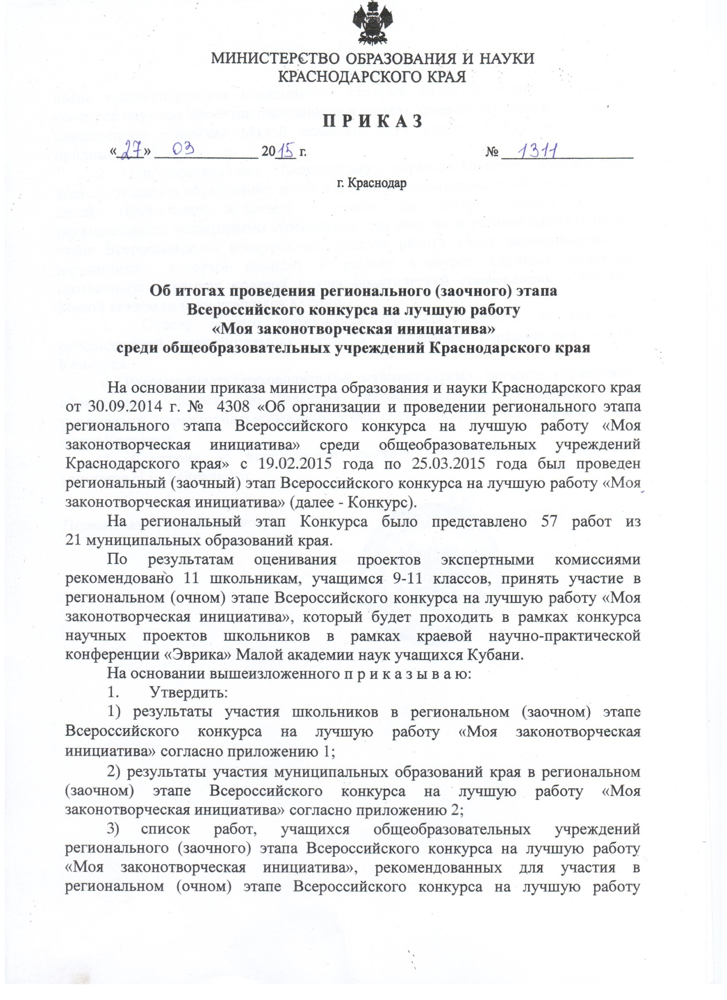 МИНИСТЕРСТВО ОБРАЗОВАНИЯ И НАУКИ
КРАСНОДАРСКОГО КРАЯ
П Р И К А З
«27» 03 2015 г. № 1311
г. Краснодар
Об итогах проведения регионального (заочного) этапа
Всероссийского конкурса на лучшую работу
«Моя законотворческая инициатива»
среди общеобразовательных учреждений Краснодарского края
На основании приказа министра образования и науки Краснодарского края
от 30.09.2014 г. № 4308 «Об организации и проведении регионального этапа
регионального этапа Всероссийского конкурса на лучшую работу «Моя
законотворческая инициатива» среди общеобразовательных учреждений
Краснодарского края» с 19.02.2015 года по 25.03.2015 года был проведен
региональный (заочный) этап Всероссийского конкурса на лучшую работу «Моя
законотворческая инициатива» (далее - Конкурс).
На региональный этап Конкурса было представлено 57 работ из
21 муниципальных образований края.
По результатам оценивания проектов экспертными комиссиями
рекомендовано 11 школьникам, учащимся 9-11 классов, принять участие в
региональном (очном) этапе Всероссийского конкурса на лучшую работу «Моя
законотворческая инициатива», который будет проходить в рамках конкурса
научных проектов школьников в рамках краевой научно-практической
конференции «Эврика» Малой академии наук учащихся Кубани.
На основании вышеизложенного п р и к а з ы в а ю:
1. Утвердить:
1) результаты участия школьников в региональном (заочном) этапе
Всероссийского конкурса на лучшую работу «Моя законотворческая
инициатива» согласно приложению 1;
2) результаты участия муниципальных образований края в региональном
(заочном) этапе Всероссийского конкурса на лучшую работу «Моя
законотворческая инициатива» согласно приложению 2;
3) список работ, учащихся общеобразовательных учреждений
регионального (заочного) этапа Всероссийского конкурса на лучшую работу
«Моя законотворческая инициатива», рекомендованных для участия в
региональном (очном) этапе Всероссийского конкурса на лучшую работу